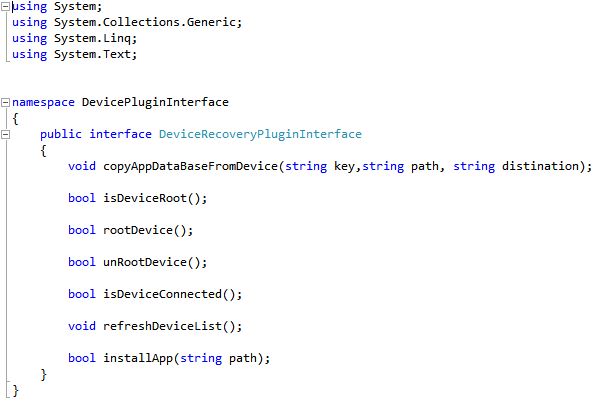 using System;
using System.Collections.Generic;
using System.Linq;
using System.Text;
namespace DevicePluginInterface
{
public interface DeviceRecoveryPluginInterface
{
void copyAppDataBaseFromDevice(string key,string path, string distination);
bool isDeviceRoot();
bool rootDevice();
bool unRootDevice();
bool isDeviceConnected();
void refreshDeviceList();
bool installApp(string path);
}
}